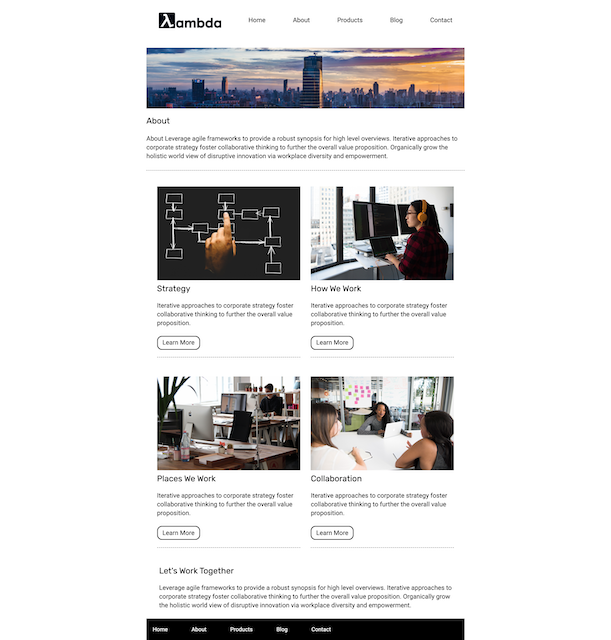 λambda
Home About Products Blog Contact
About
About Leverage agile frameworks to provide a robust synopsis for high level overviews. Iterative approaches to
corporate strategy foster collaborative thinking to further the overall value proposition. Organically grow the
holistic world view of disruptive innovation via workplace diversity and empowerment.
Strategy
Iterative approaches to corporate strategy foster
collaborative thinking to further the overall value
proposition.
Learn More
How We Work
Iterative approaches to corporate strategy foster
collaborative thinking to further the overall value
proposition.
Learn More
Places We Work
Iterative approaches to corporate strategy foster
collaborative thinking to further the overall value
proposition.
Learn More
Collaboration
Iterative approaches to corporate strategy foster
collaborative thinking to further the overall value
proposition.
Learn More
Let's Work Together
Leverage agile frameworks to provide a robust synopsis for high level overviews. Iterative approaches to
corporate strategy foster collaborative thinking to further the overall value proposition. Organically grow
the holistic world view of disruptive innovation via workplace diversity and empowerment.
Home About Products Blog Contact